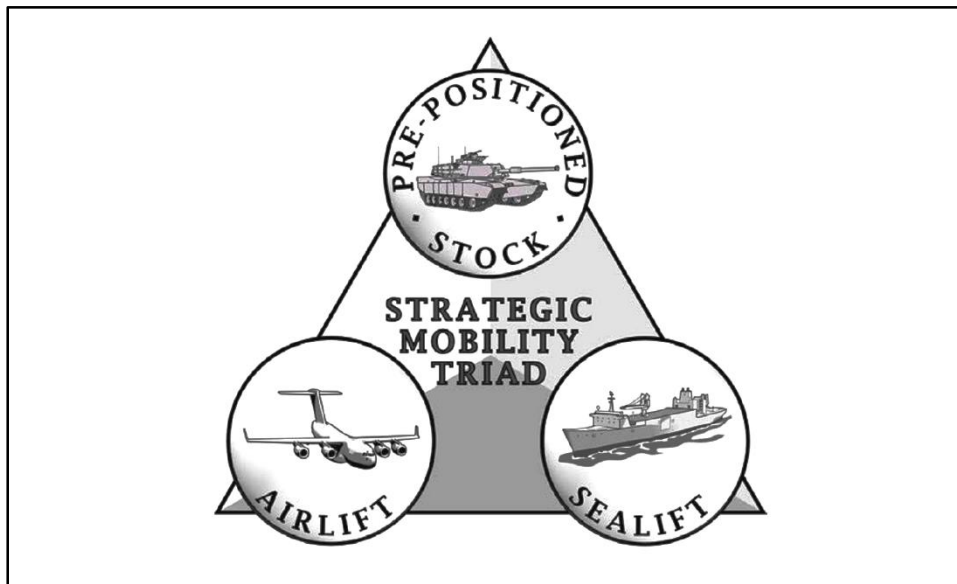 PRE-POSITIONED
· STOCK ·
STRATEGIC
MOBILITY
TRIAD
AIRLIFT
SEALIFT